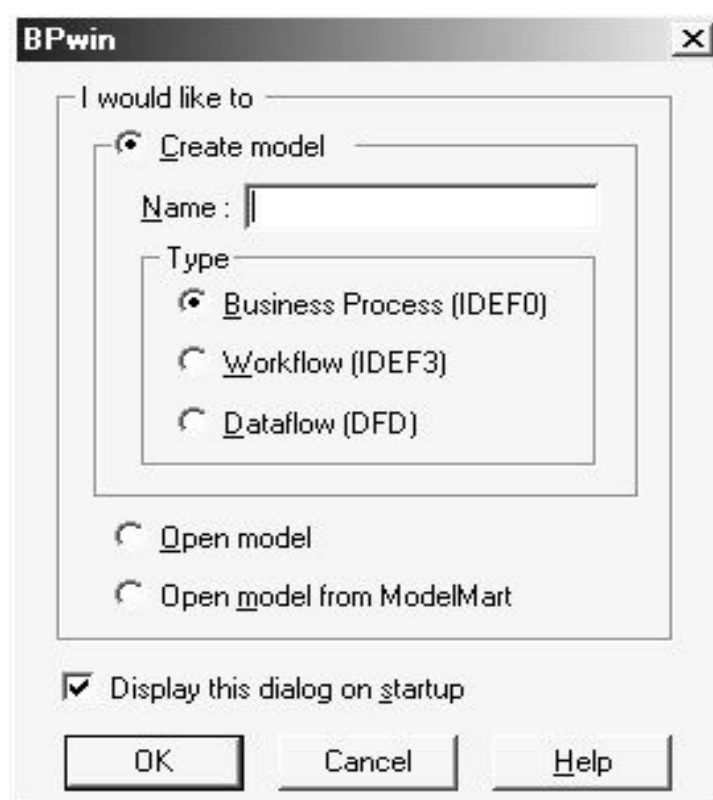 BPwin
I would like to
Create model
Name :
Type
Business Process (IDEF0)
Workflow (IDEF3)
Dataflow (DFD)
Open model
Open model from ModelMart
Display this dialog on startup
OK Cancel Help